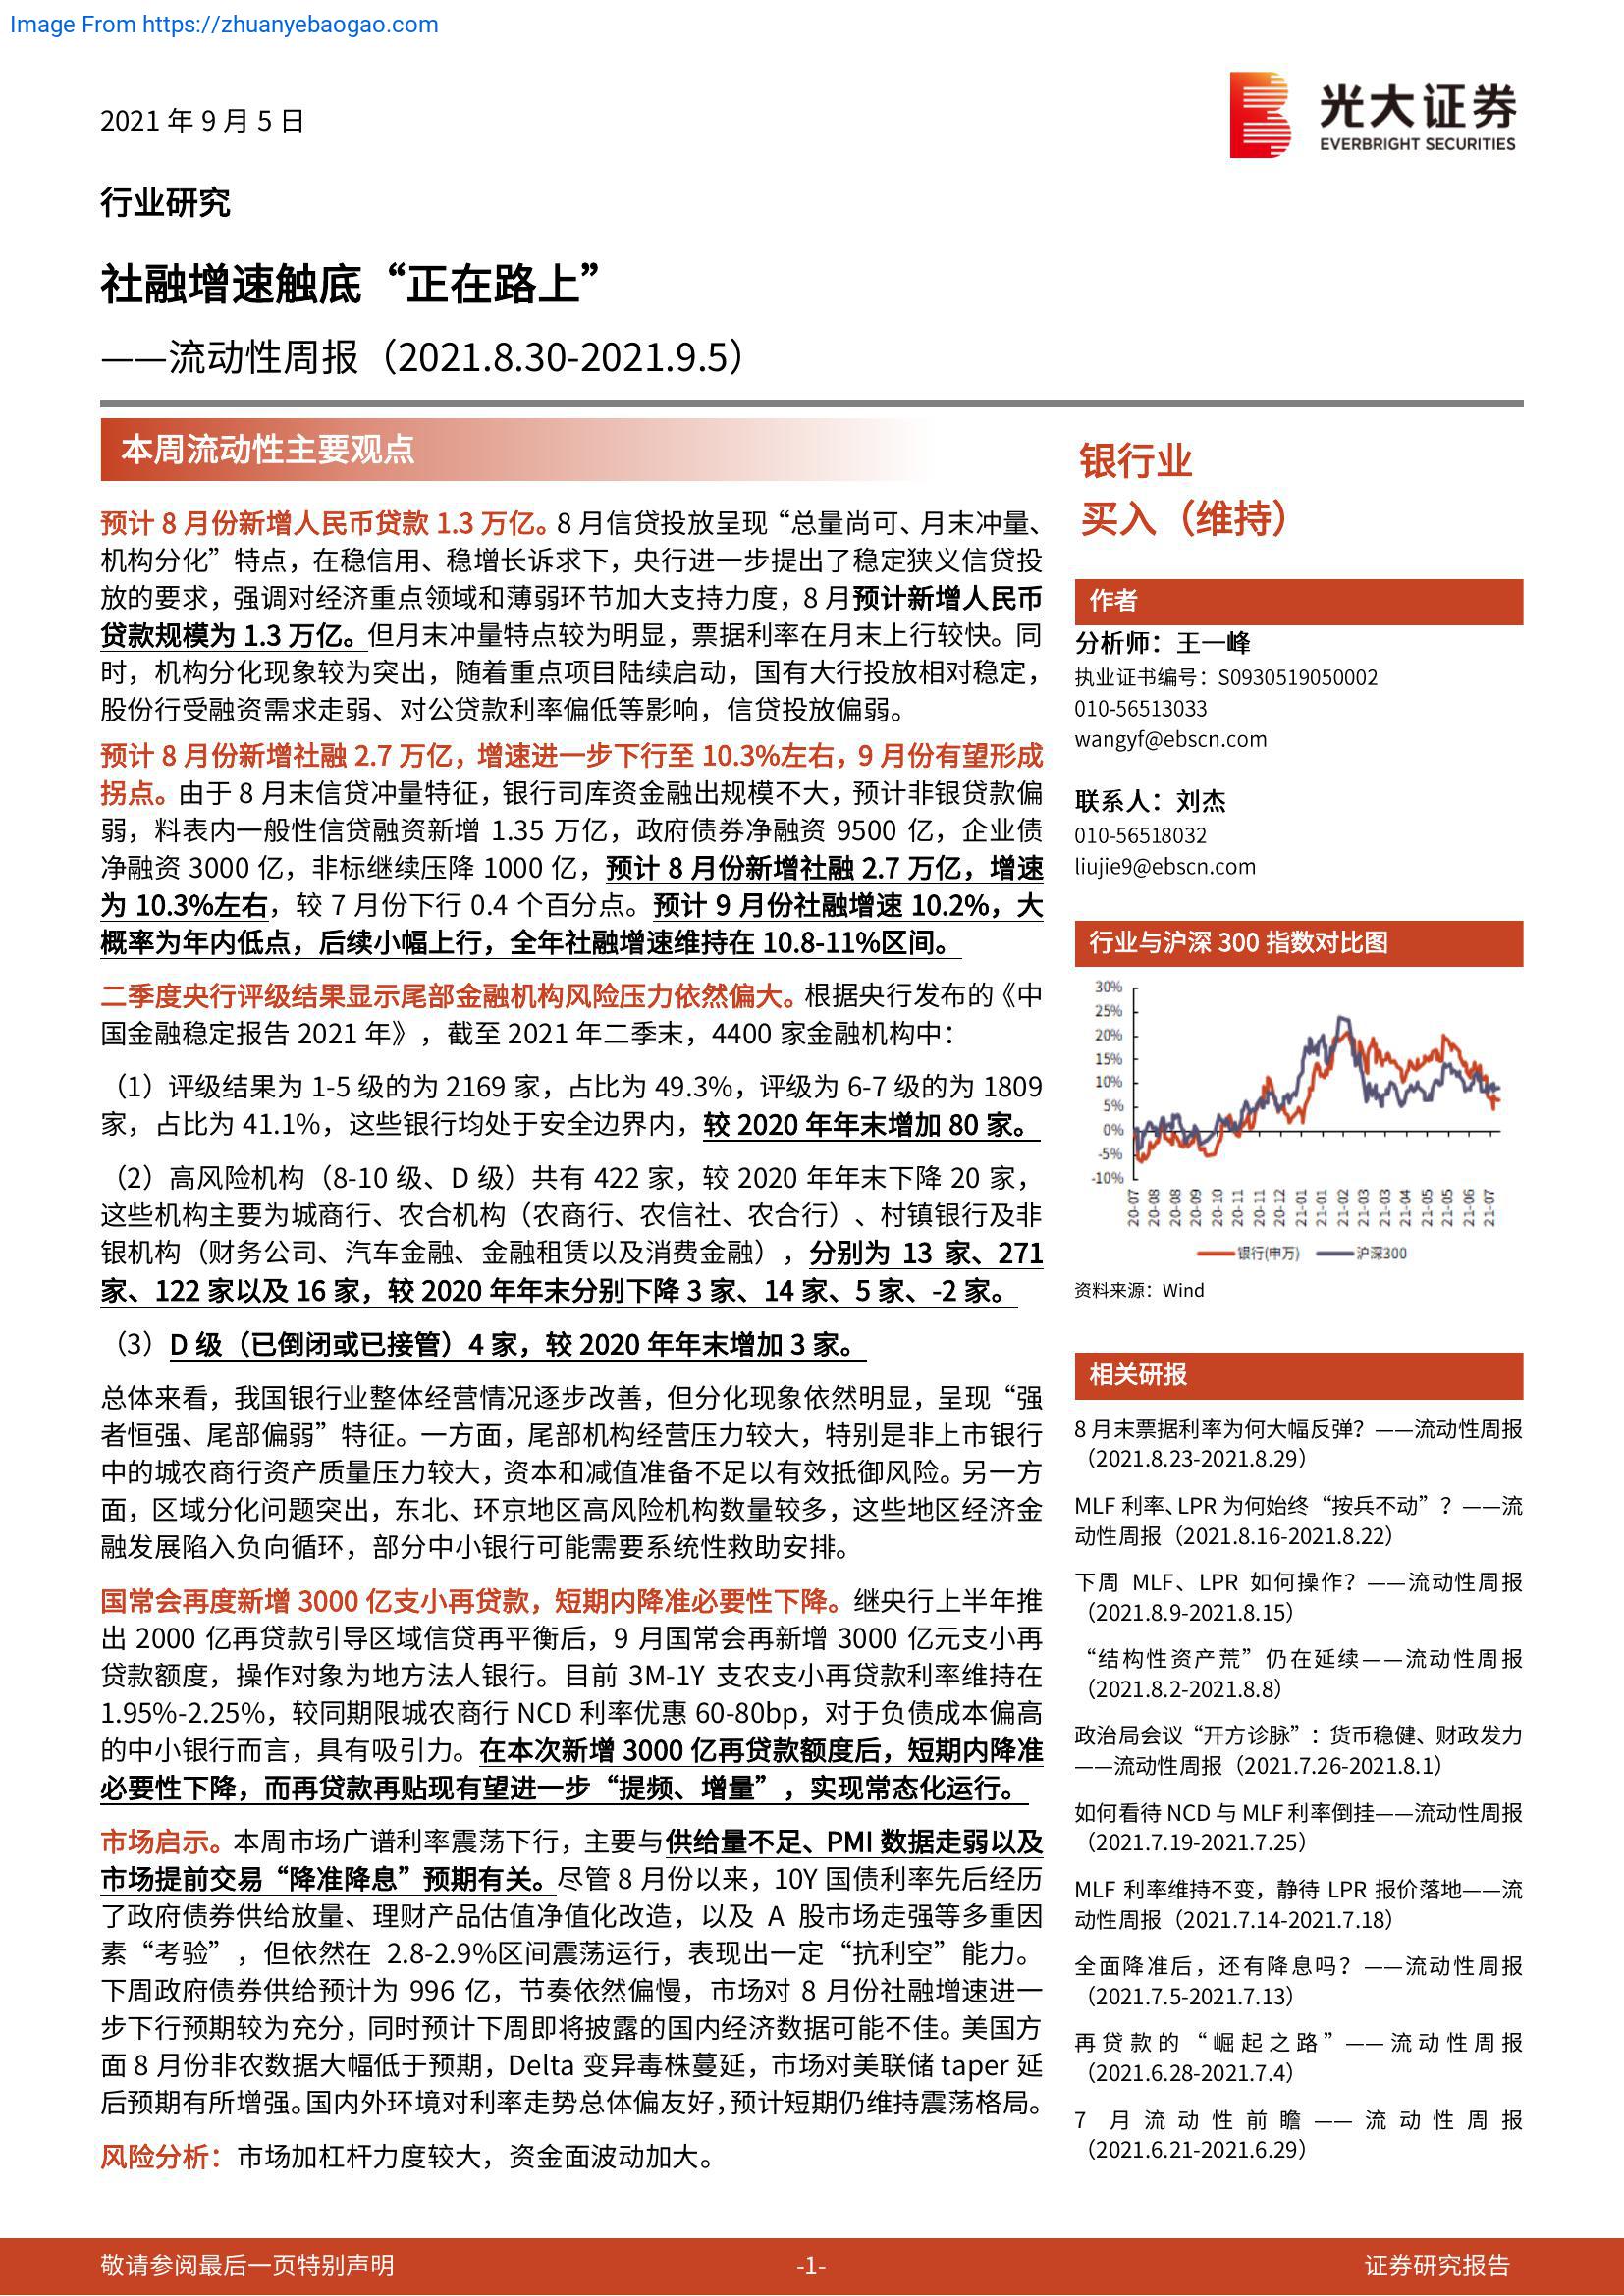 Image From https://zhuanyebaogao.com
2021 年 9 月 5 日
光大证券
EVERBRIGHT SECURITIES
行业研究
社融增速触底“正在路上”
——流动性周报（2021.8.30-2021.9.5）
本周流动性主要观点
预计 8 月份新增人民币贷款 1.3 万亿。8 月信贷投放呈现“总量尚可、月末冲量、
机构分化”特点，在稳信用、稳增长诉求下，央行进一步提出了稳定狭义信贷投
放的要求，强调对经济重点领域和薄弱环节加大支持力度，8 月预计新增人民币
贷款规模为 1.3 万亿。但月末冲量特点较为明显，票据利率在月末上行较快。同
时，机构分化现象较为突出，随着重点项目陆续启动，国有大行投放相对稳定，
股份行受融资需求走弱、对公贷款利率偏低等影响，信贷投放偏弱。
预计 8 月份新增社融 2.7 万亿，增速进一步下行至 10.3%左右，9 月份有望形成
拐点。由于 8 月末信贷冲量特征，银行司库资金融出规模不大，预计非银贷款偏
弱，料表内一般性信贷融资新增 1.35 万亿，政府债券净融资 9500 亿，企业债
净融资 3000 亿，非标继续压降 1000 亿，预计 8 月份新增社融 2.7 万亿，增速
为 10.3%左右，较 7 月份下行 0.4 个百分点。预计 9 月份社融增速 10.2%，大
概率为年内低点，后续小幅上行，全年社融增速维持在 10.8-11%区间。
二季度央行评级结果显示尾部金融机构风险压力依然偏大。根据央行发布的《中
国金融稳定报告 2021 年》，截至 2021 年二季末，4400 家金融机构中：
（1）评级结果为 1-5 级的为 2169 家，占比为 49.3%，评级为 6-7 级的为 1809
家，占比为 41.1%，这些银行均处于安全边界内，较 2020 年年末增加 80 家。
（2）高风险机构（8-10 级、D 级）共有 422 家，较 2020 年年末下降 20 家，
这些机构主要为城商行、农合机构（农商行、农信社、农合行）、村镇银行及非
银机构（财务公司、汽车金融、金融租赁以及消费金融），分别为 13 家、271
家、122 家以及 16 家，较 2020 年年末分别下降 3 家、14 家、5 家、-2 家。
（3）D 级（已倒闭或已接管）4 家，较 2020 年年末增加 3 家。
总体来看，我国银行业整体经营情况逐步改善，但分化现象依然明显，呈现“强
者恒强、尾部偏弱”特征。一方面，尾部机构经营压力较大，特别是非上市银行
中的城农商行资产质量压力较大，资本和减值准备不足以有效抵御风险。另一方
面，区域分化问题突出，东北、环京地区高风险机构数量较多，这些地区经济金
融发展陷入负向循环，部分中小银行可能需要系统性救助安排。
国常会再度新增 3000 亿支小再贷款，短期内降准必要性下降。继央行上半年推
出 2000 亿再贷款引导区域信贷再平衡后，9 月国常会再新增 3000 亿元支小再
贷款额度，操作对象为地方法人银行。目前 3M-1Y 支农支小再贷款利率维持在
1.95%-2.25%，较同期限城农商行 NCD 利率优惠 60-80bp，对于负债成本偏高
的中小银行而言，具有吸引力。在本次新增 3000 亿再贷款额度后，短期内降准
必要性下降，而再贷款再贴现有望进一步“提频、增量”，实现常态化运行。
市场启示。本周市场广谱利率震荡下行，主要与供给量不足、PMI 数据走弱以及
市场提前交易“降准降息”预期有关。尽管 8 月份以来，10Y 国债利率先后经历
了政府债券供给放量、理财产品估值净值化改造，以及 A 股市场走强等多重因
素“考验”，但依然在 2.8-2.9%区间震荡运行，表现出一定“抗利空”能力。
下周政府债券供给预计为 996 亿，节奏依然偏慢，市场对 8 月份社融增速进一
步下行预期较为充分，同时预计下周即将披露的国内经济数据可能不佳。美国方
面 8 月份非农数据大幅低于预期，Delta 变异毒株蔓延，市场对美联储 taper 延
后预期有所增强。国内外环境对利率走势总体偏友好，预计短期仍维持震荡格局。
风险分析：市场加杠杆力度较大，资金面波动加大。
银行业
买入（维持）
作者
分析师：王一峰
执业证书编号：S0930519050002
010-56513033
wangyf@ebscn.com
联系人：刘杰
010-56518032
liujie9@ebscn.com
行业与沪深 300 指数对比图
30%
25%
20%
15%
10%
5%
0%
-5%
-10%
20-07
20-08
20-08
20-09
20-10
20-11
20-11
20-12
21-01
21-01
21-02
21-03
21-03
21-04
21-05
21-05
21-06
21-07
银行(申万) 沪深300
资料来源：Wind
相关研报
8 月末票据利率为何大幅反弹？——流动性周报
（2021.8.23-2021.8.29）
MLF 利率、LPR 为何始终“按兵不动”？——流
动性周报（2021.8.16-2021.8.22）
下周 MLF、LPR 如何操作？——流动性周报
（2021.8.9-2021.8.15）
“结构性资产荒”仍在延续——流动性周报
（2021.8.2-2021.8.8）
政治局会议“开方诊脉”：货币稳健、财政发力
——流动性周报（2021.7.26-2021.8.1）
如何看待 NCD 与 MLF 利率倒挂——流动性周报
（2021.7.19-2021.7.25）
MLF 利率维持不变，静待 LPR 报价落地——流
动性周报（2021.7.14-2021.7.18）
全面降准后，还有降息吗？——流动性周报
（2021.7.5-2021.7.13）
再贷款的“崛起之路”——流动性周报
（2021.6.28-2021.7.4）
7 月流动性前瞻——流动性周报
（2021.6.21-2021.6.29）
敬请参阅最后一页特别声明
-1-
证券研究报告